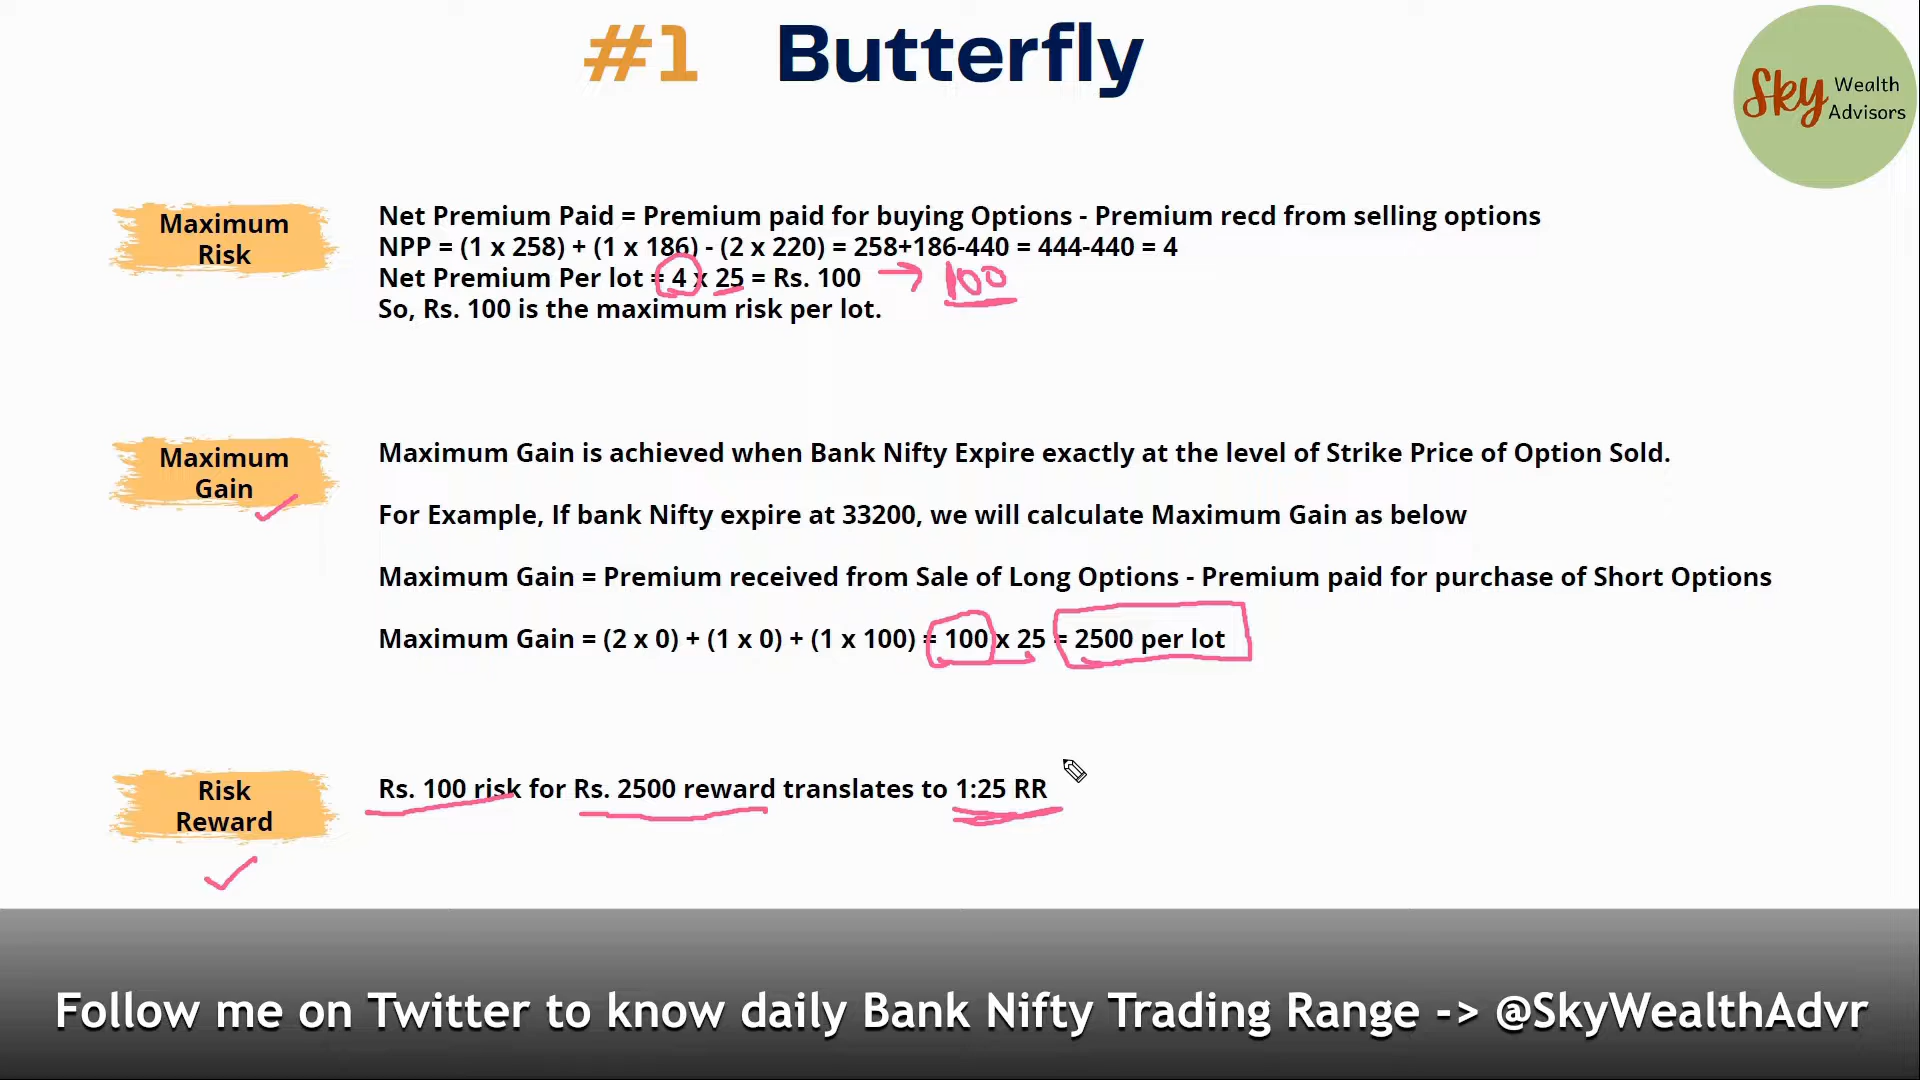 #1 Butterfly
Sky Wealth
Advisors
Maximum
Risk
Net Premium Paid = Premium paid for buying Options - Premium recd from selling options
NPP = (1 x 258) + (1 x 186) - (2 x 220) = 258+186-440 = 444-440 = 4
Net Premium Per lot = 4 x 25 = Rs. 100 → 100
So, Rs. 100 is the maximum risk per lot.
Maximum
Gain
Maximum Gain is achieved when Bank Nifty Expire exactly at the level of Strike Price of Option Sold.
For Example, If bank Nifty expire at 33200, we will calculate Maximum Gain as below
Maximum Gain = Premium received from Sale of Long Options - Premium paid for purchase of Short Options
Maximum Gain = (2 x 0) + (1 x 0) + (1 x 100) = 100 x 25 = 2500 per lot
Risk
Reward
Rs. 100 risk for Rs. 2500 reward translates to 1:25 RR
Follow me on Twitter to know daily Bank Nifty Trading Range -> @SkyWealthAdvr